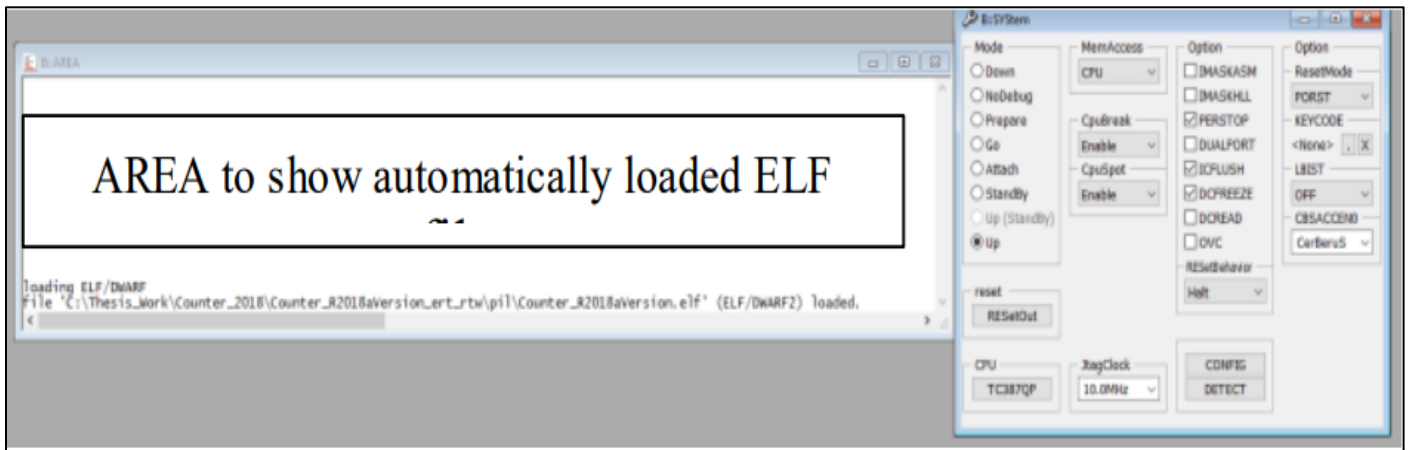 B::AREA
AREA to show automatically loaded ELF
loading ELF/DWARF
file 'C:\Thesis_Work\Counter_2018\Counter_R2018aVersion_ert_rtw\pil\Counter_R2018aVersion.elf' (ELF/DWARF2) loaded.
B::SYStem
Mode
Down
NoDebug
Prepare
Go
Attach
StandBy
Up (StandBy)
Up
reset
RESetOut
CPU
TC387QP
MemAccess
CPU
CpuBreak
Enable
CpuSpot
Enable
JtagClock
10.0MHz
Option
IMASKASM
IMASKHLL
PERSTOP
DUALPORT
ICFLUSH
DCFREEZE
DCREAD
OVC
RESetBehavior
Halt
CONFIG
DETECT
Option
ResetMode
PORST
KEYCODE
<None> . X
LBIST
OFF
CBSACCEN0
CerberuS